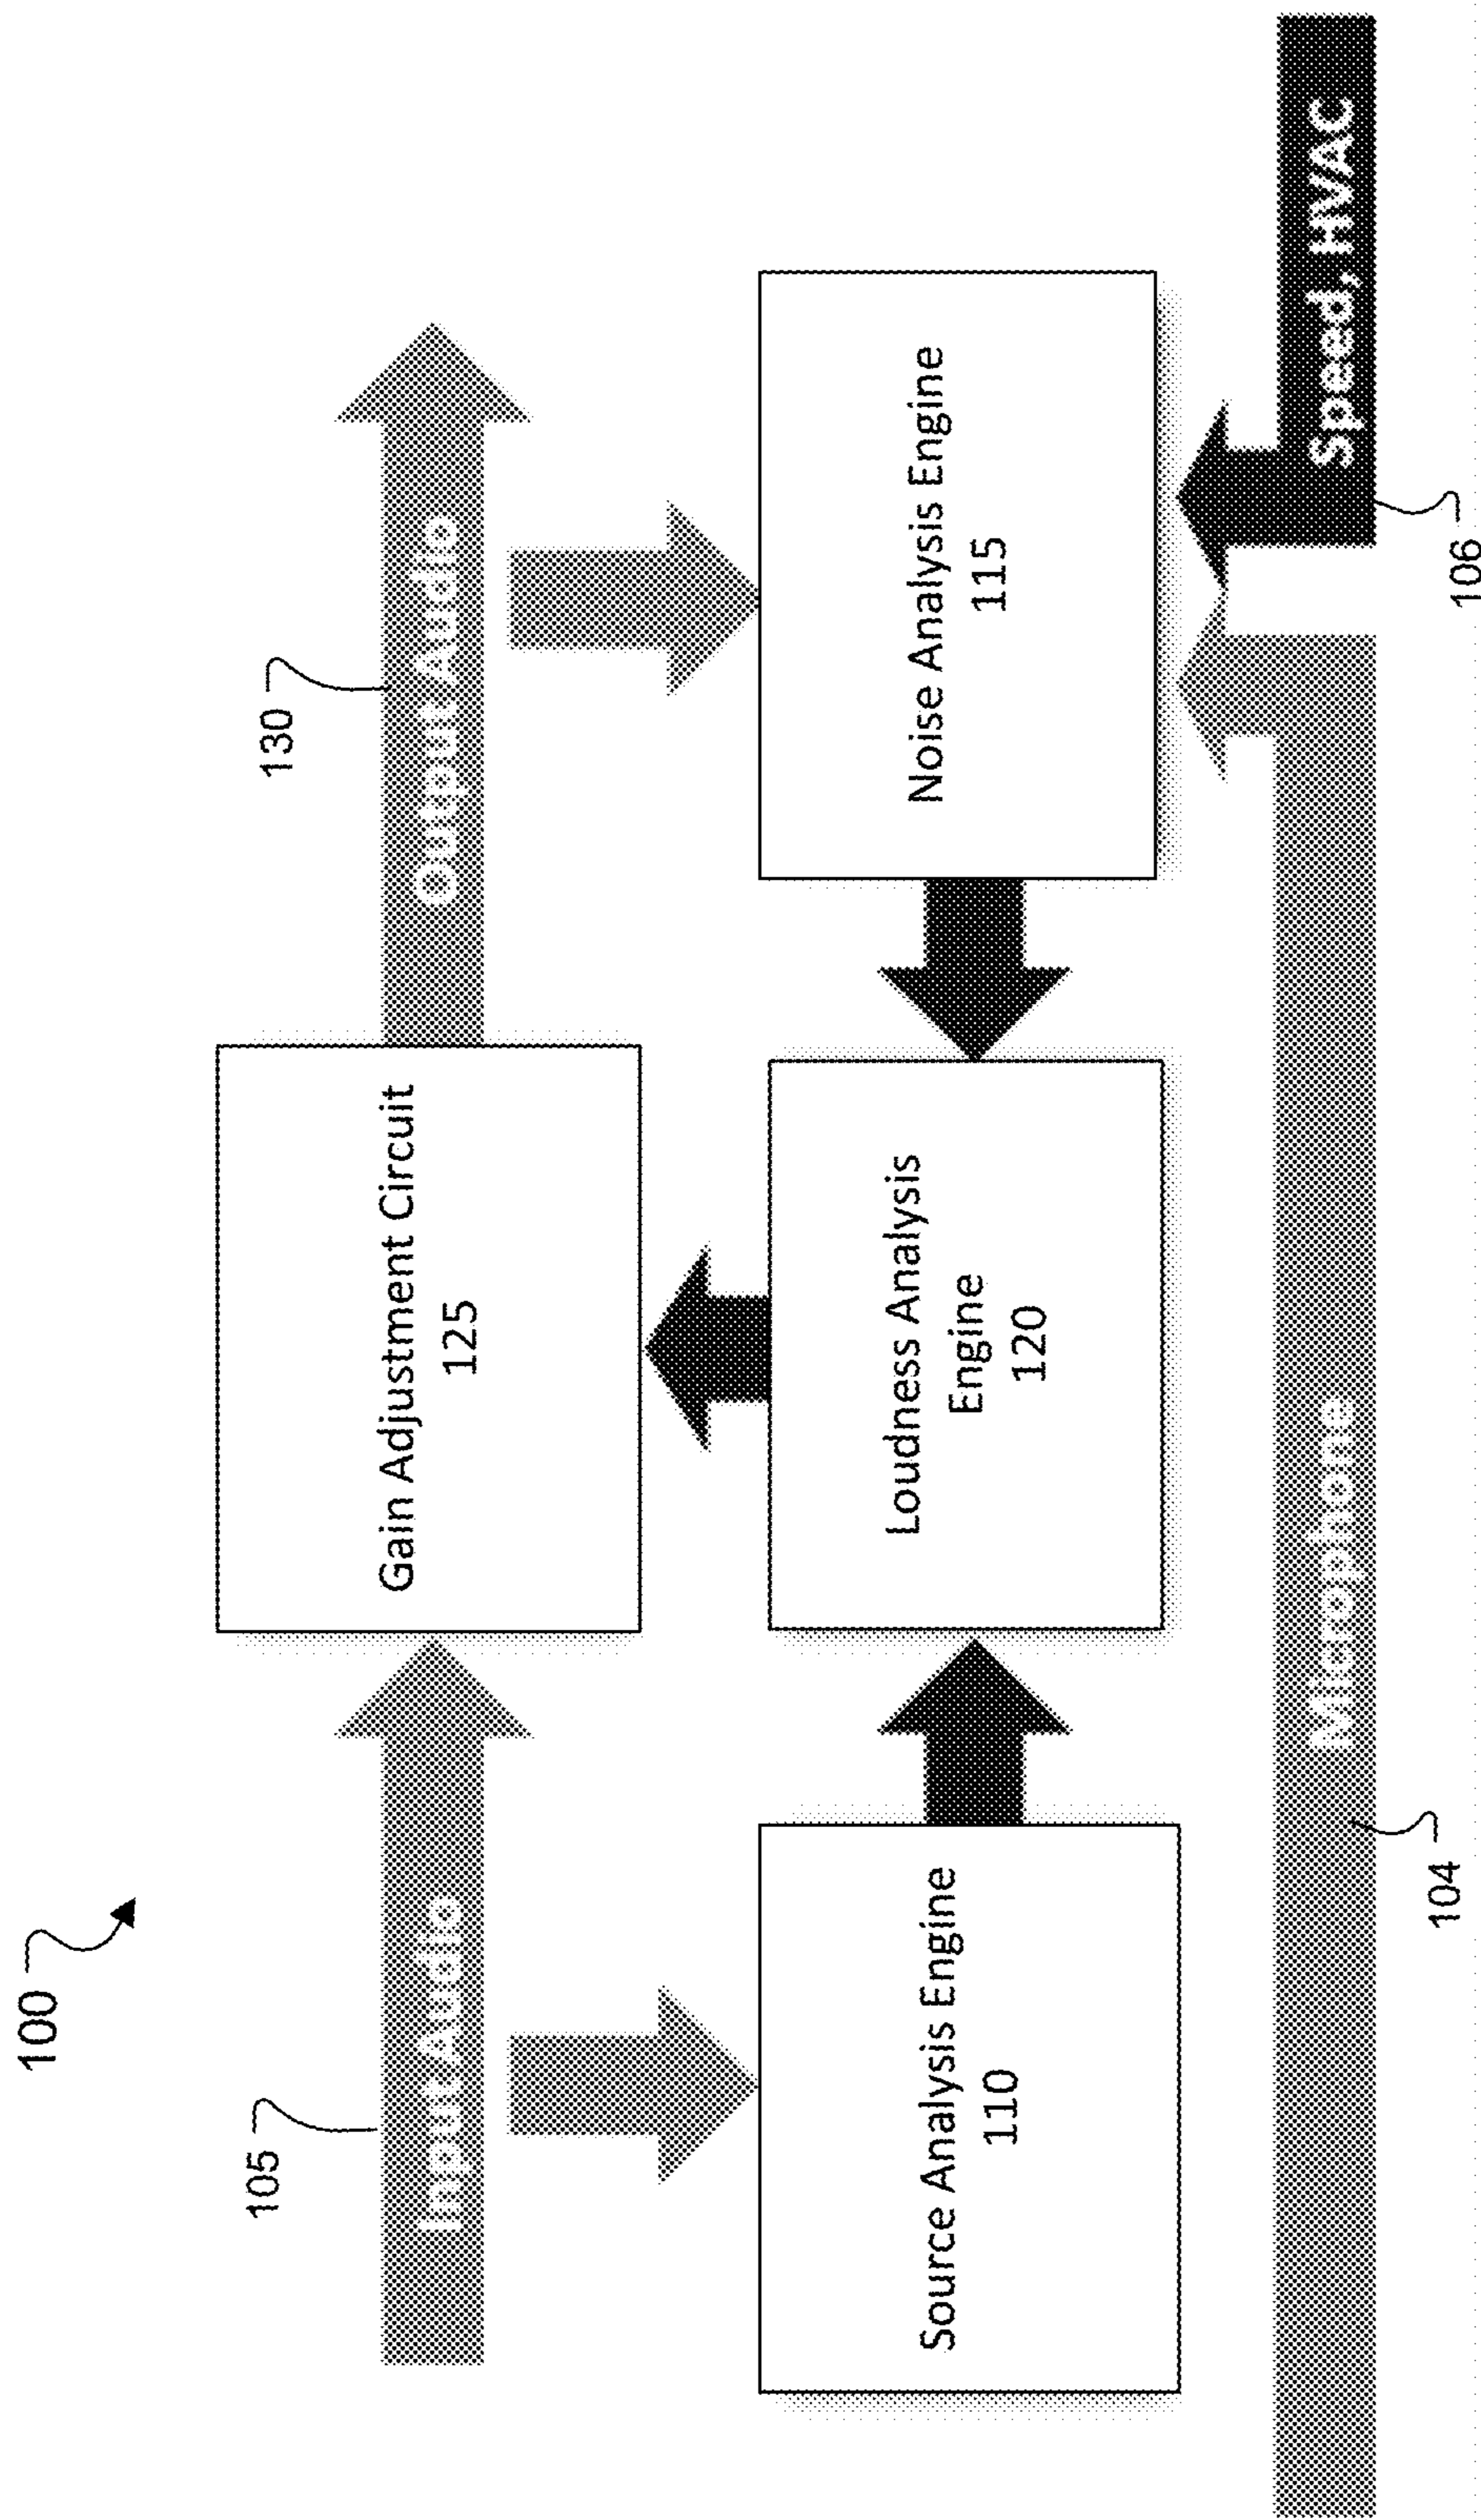 100
105
Input Audio
Gain Adjustment Circuit
125
130
Output Audio
Source Analysis Engine
110
Loudness Analysis
Engine
120
Noise Analysis Engine
115
Microphone
104
Speed, HVAC
106